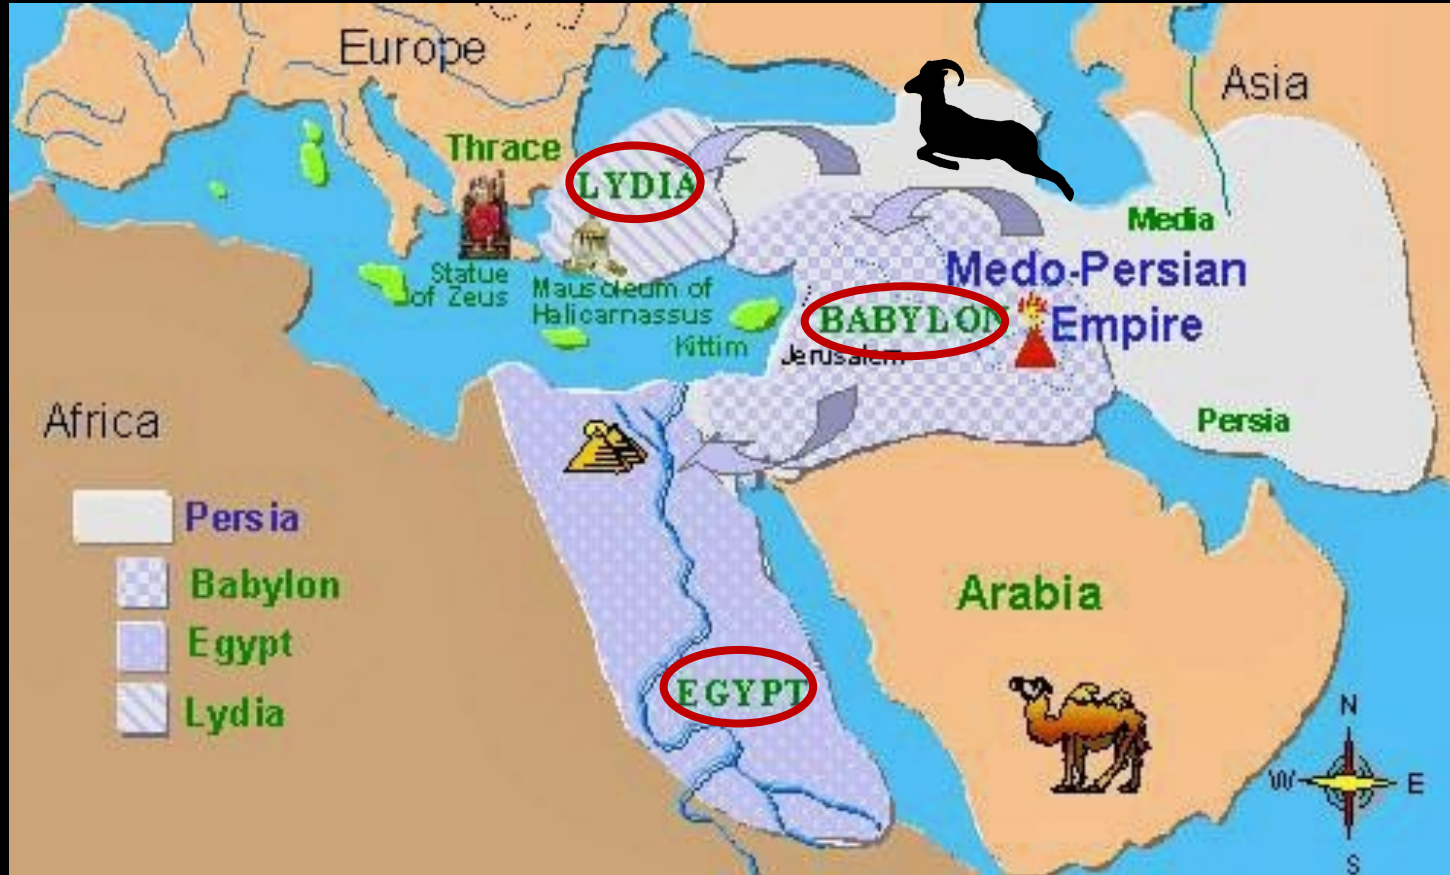 Europe
Asia
Thrace
LYDIA
Media
Statue
of Zeus
Mausoleum of
Halicarnassus
Kittim
Medo-Persian
Empire
BABYLON
Jerusalem
Africa
Persia
Persia
Babylon
Egypt
Lydia
Arabia
EGYPT
N
W
E
S